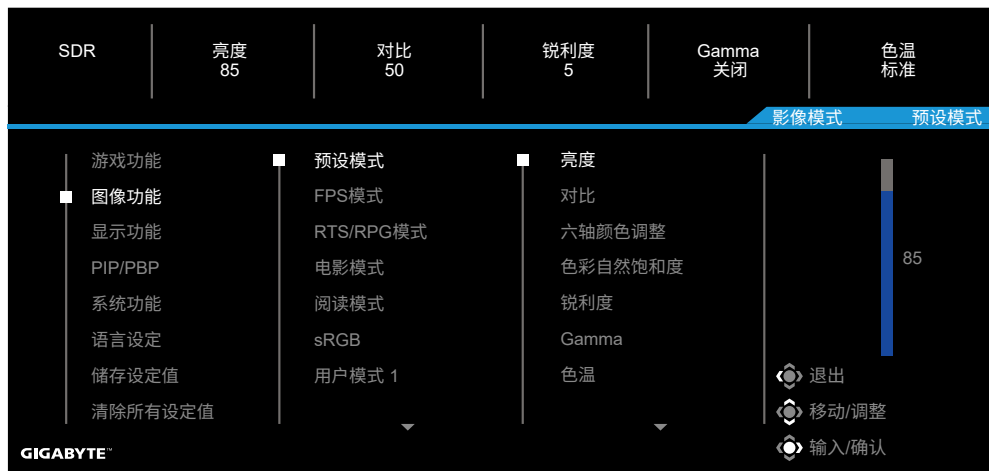 SDR 亮度 对比 锐利度 Gamma 色温
85 50 5 关闭 标准
影像模式 预设模式
游戏功能 预设模式 亮度
图像功能 FPS模式 对比
显示功能 RTS/RPG模式 六轴颜色调整
PIP/PBP 电影模式 色彩自然饱和度
85
系统功能 阅读模式 锐利度
语言设定 sRGB Gamma
储存设定值 用户模式 1 色温 退出
清除所有设定值 移动/调整
GIGABYTE™ 输入/确认